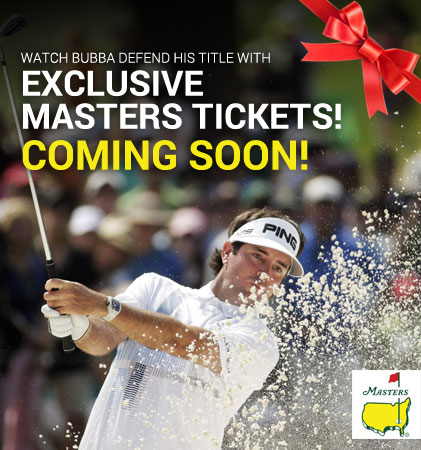 WATCH BUBBA DEFEND HIS TITLE WITH
EXCLUSIVE
MASTERS TICKETS!
COMING SOON!
PING
MASTERS
®